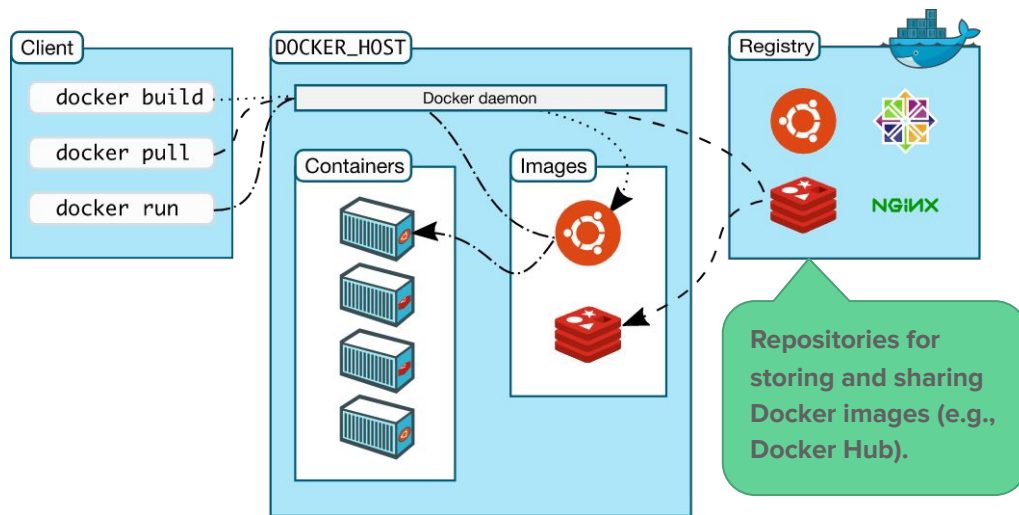 Client
docker build
docker pull
docker run
DOCKER_HOST
Docker daemon
Containers
Images
Registry
NGiNX
Repositories for
storing and sharing
Docker images (e.g.,
Docker Hub).